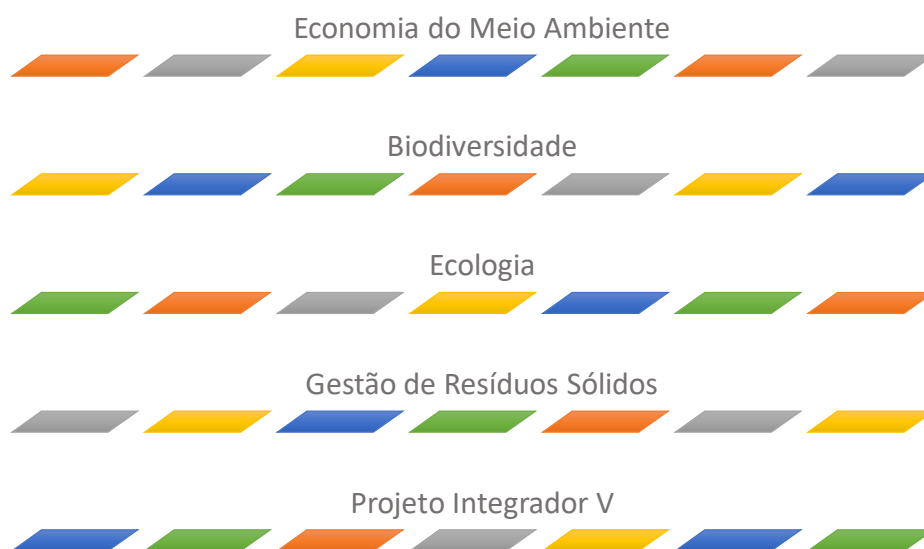 Economia do Meio Ambiente
Biodiversidade
Ecologia
Gestão de Resíduos Sólidos
Projeto Integrador V